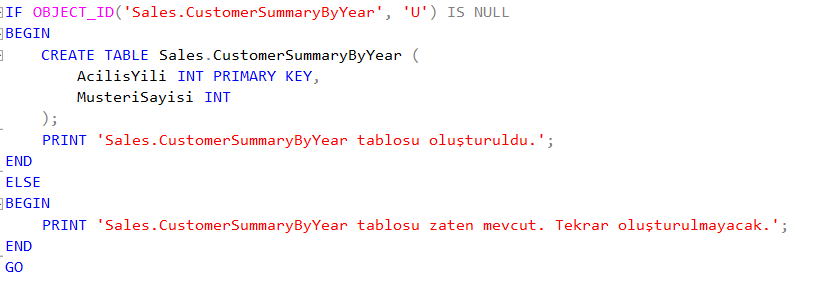 IF OBJECT_ID('Sales.CustomerSummaryByYear', 'U') IS NULL
BEGIN
    CREATE TABLE Sales.CustomerSummaryByYear (
        AcilisYili INT PRIMARY KEY,
        MusteriSayisi INT
    );
    PRINT 'Sales.CustomerSummaryByYear tablosu oluşturuldu.';
END
ELSE
BEGIN
    PRINT 'Sales.CustomerSummaryByYear tablosu zaten mevcut. Tekrar oluşturulmayacak.';
END
GO